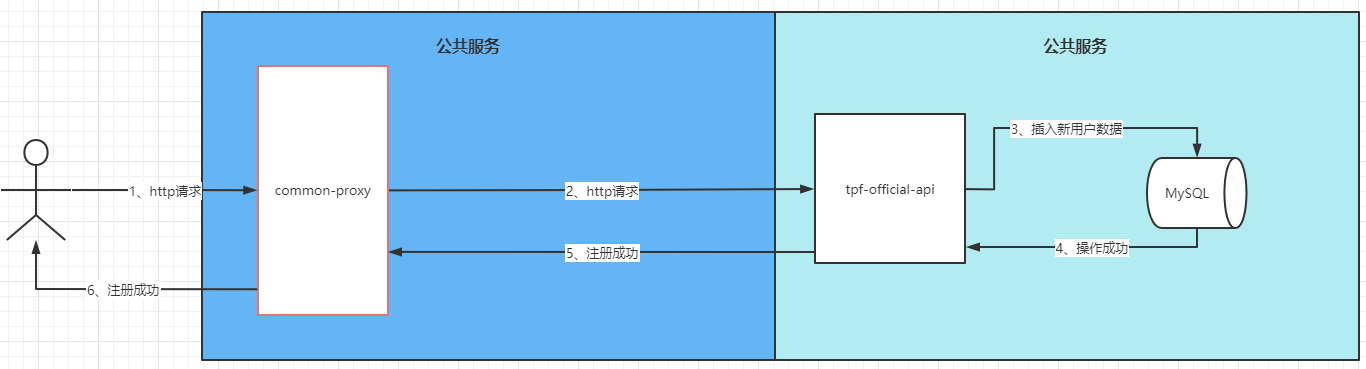 公共服务
公共服务
common-proxy
tpf-official-api
MySQL
1、http请求
2、http请求
3、插入新用户数据
4、操作成功
5、注册成功
6、注册成功